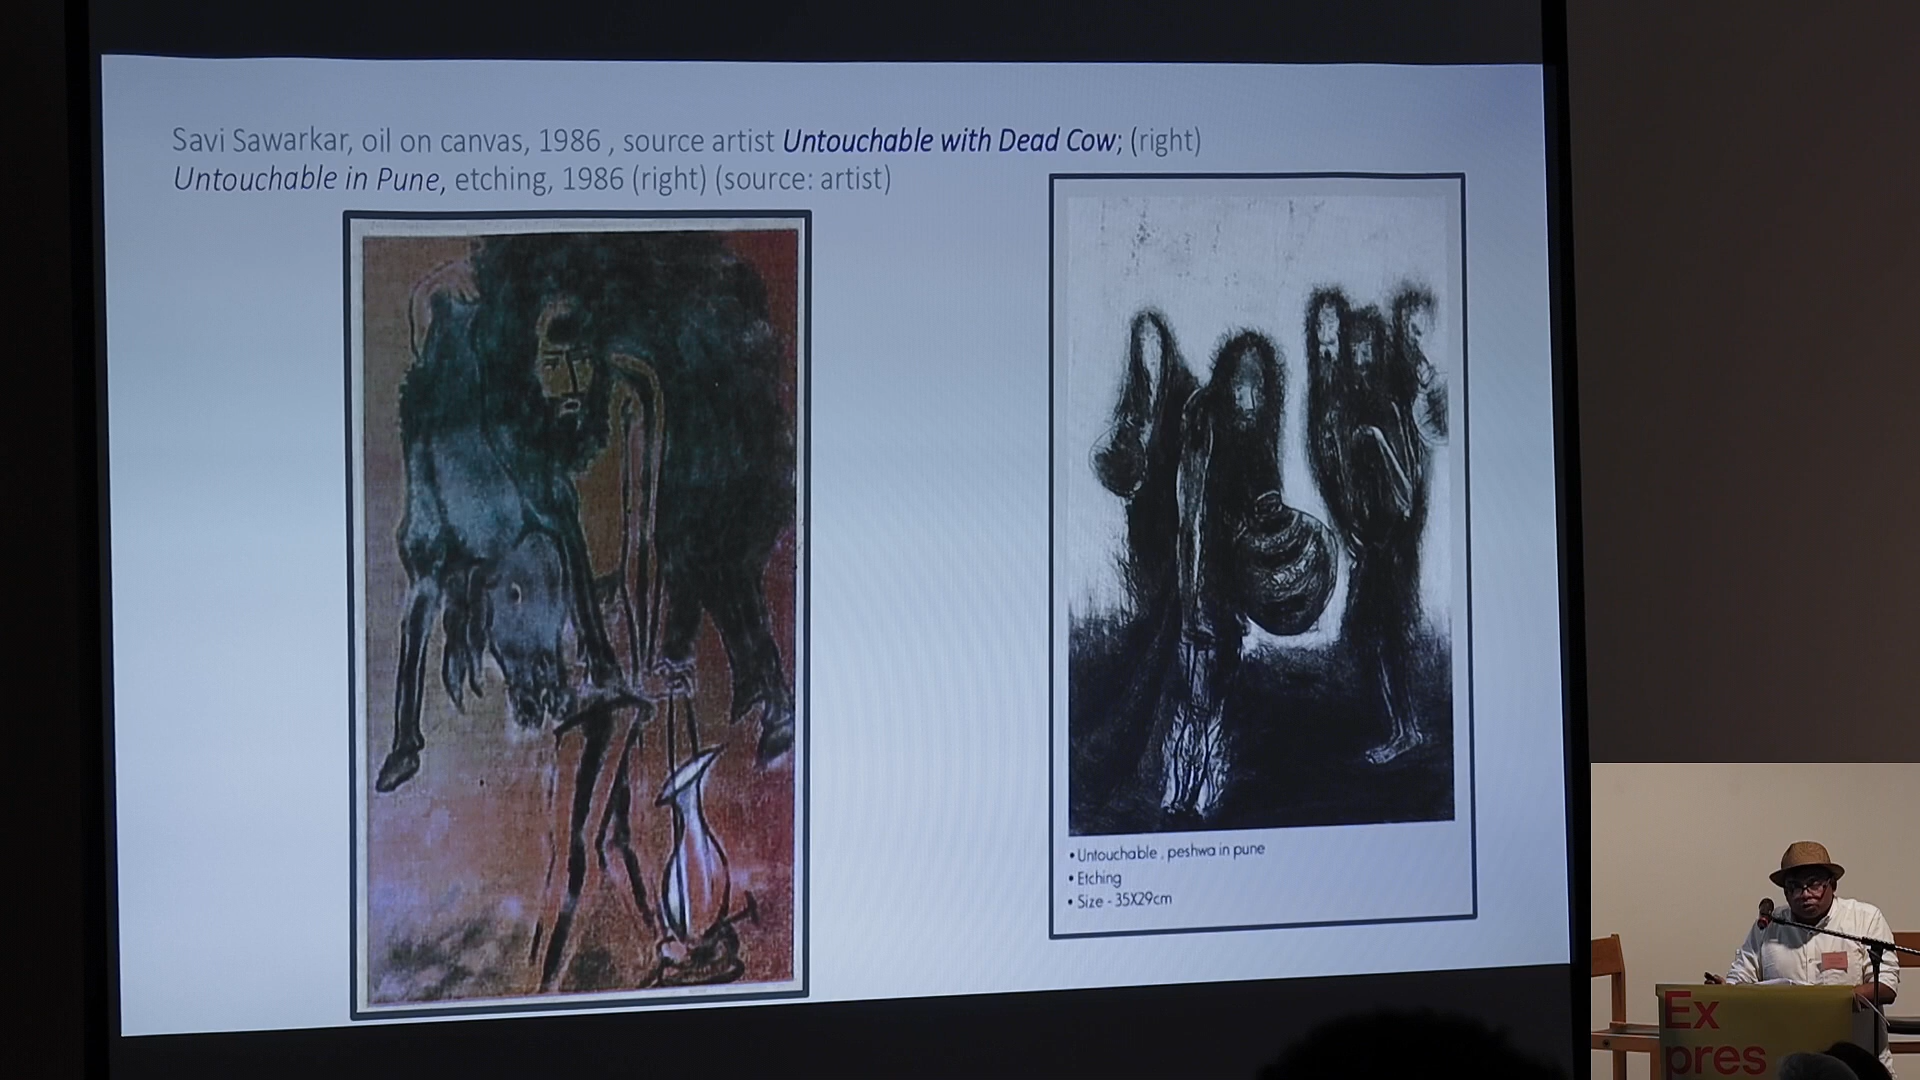 Savi Sawarkar, oil on canvas, 1986 , source artist Untouchable with Dead Cow; (right)
Untouchable in Pune, etching, 1986 (right) (source: artist)
• Untouchable , peshwa in pune
• Etching
• Size - 35X29cm
Ex
pres